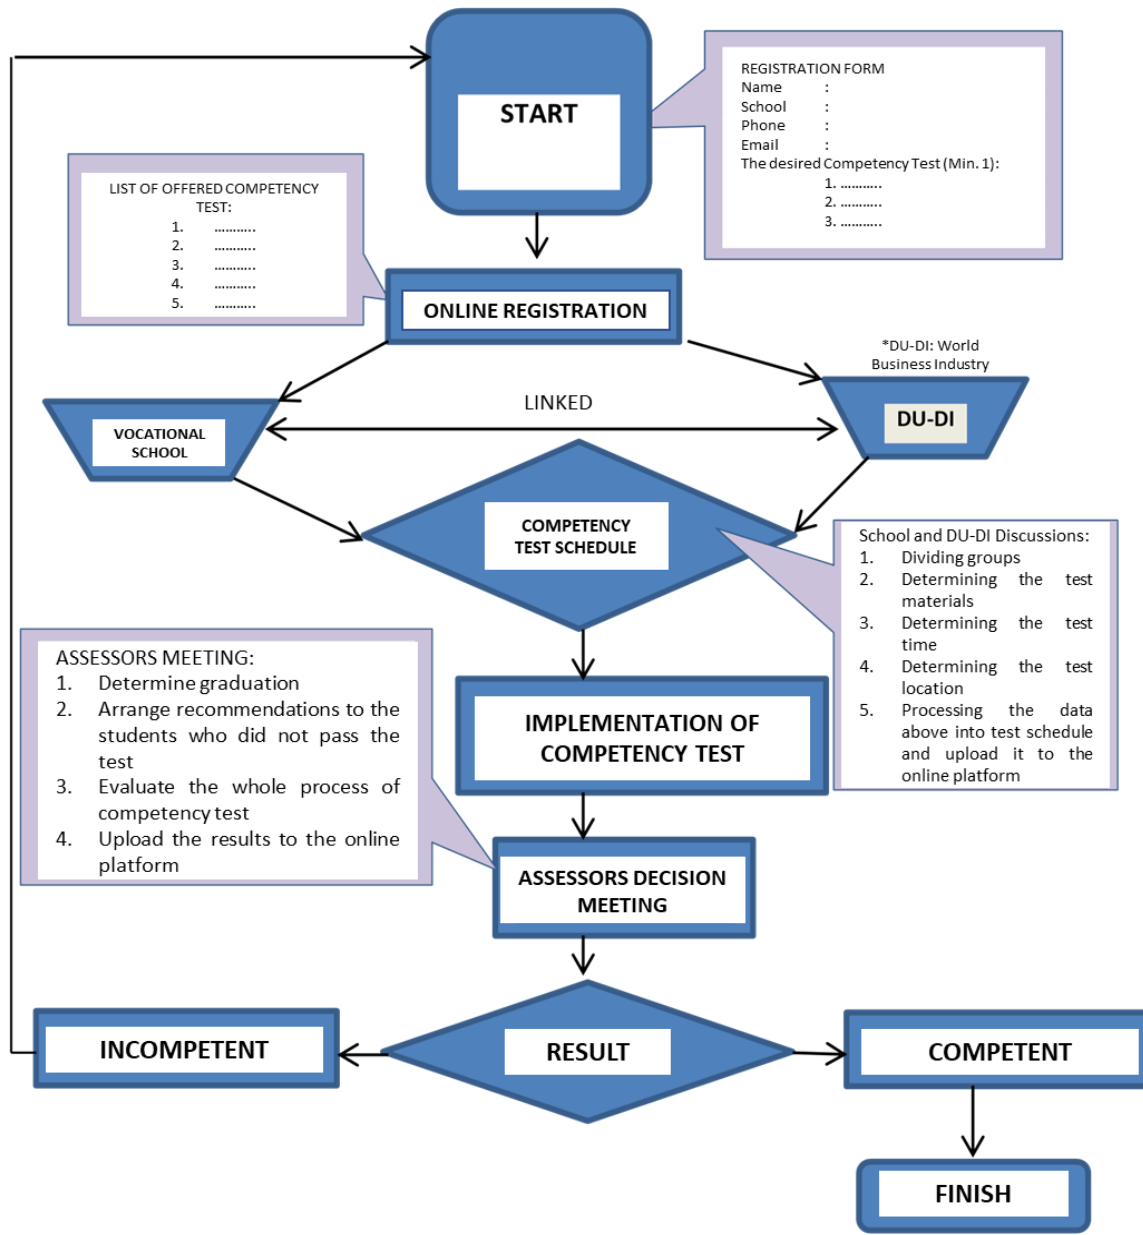 START
REGISTRATION FORM
Name :
School :
Phone :
Email :
The desired Competency Test (Min. 1):
1. ...........
2. ...........
3. ...........
LIST OF OFFERED COMPETENCY
TEST:
1. ...........
2. ...........
3. ...........
4. ...........
5. ...........
ONLINE REGISTRATION
*DU-DI: World
Business Industry
LINKED
VOCATIONAL
SCHOOL
DU-DI
COMPETENCY
TEST SCHEDULE
School and DU-DI Discussions:
1. Dividing groups
2. Determining the test
materials
3. Determining the test
time
4. Determining the test
location
5. Processing the data
above into test schedule
and upload it to the
online platform
ASSESSORS MEETING:
1. Determine graduation
2. Arrange recommendations to the
students who did not pass the
test
3. Evaluate the whole process of
competency test
4. Upload the results to the online
platform
IMPLEMENTATION OF
COMPETENCY TEST
ASSESSORS DECISION
MEETING
INCOMPETENT
RESULT
COMPETENT
FINISH